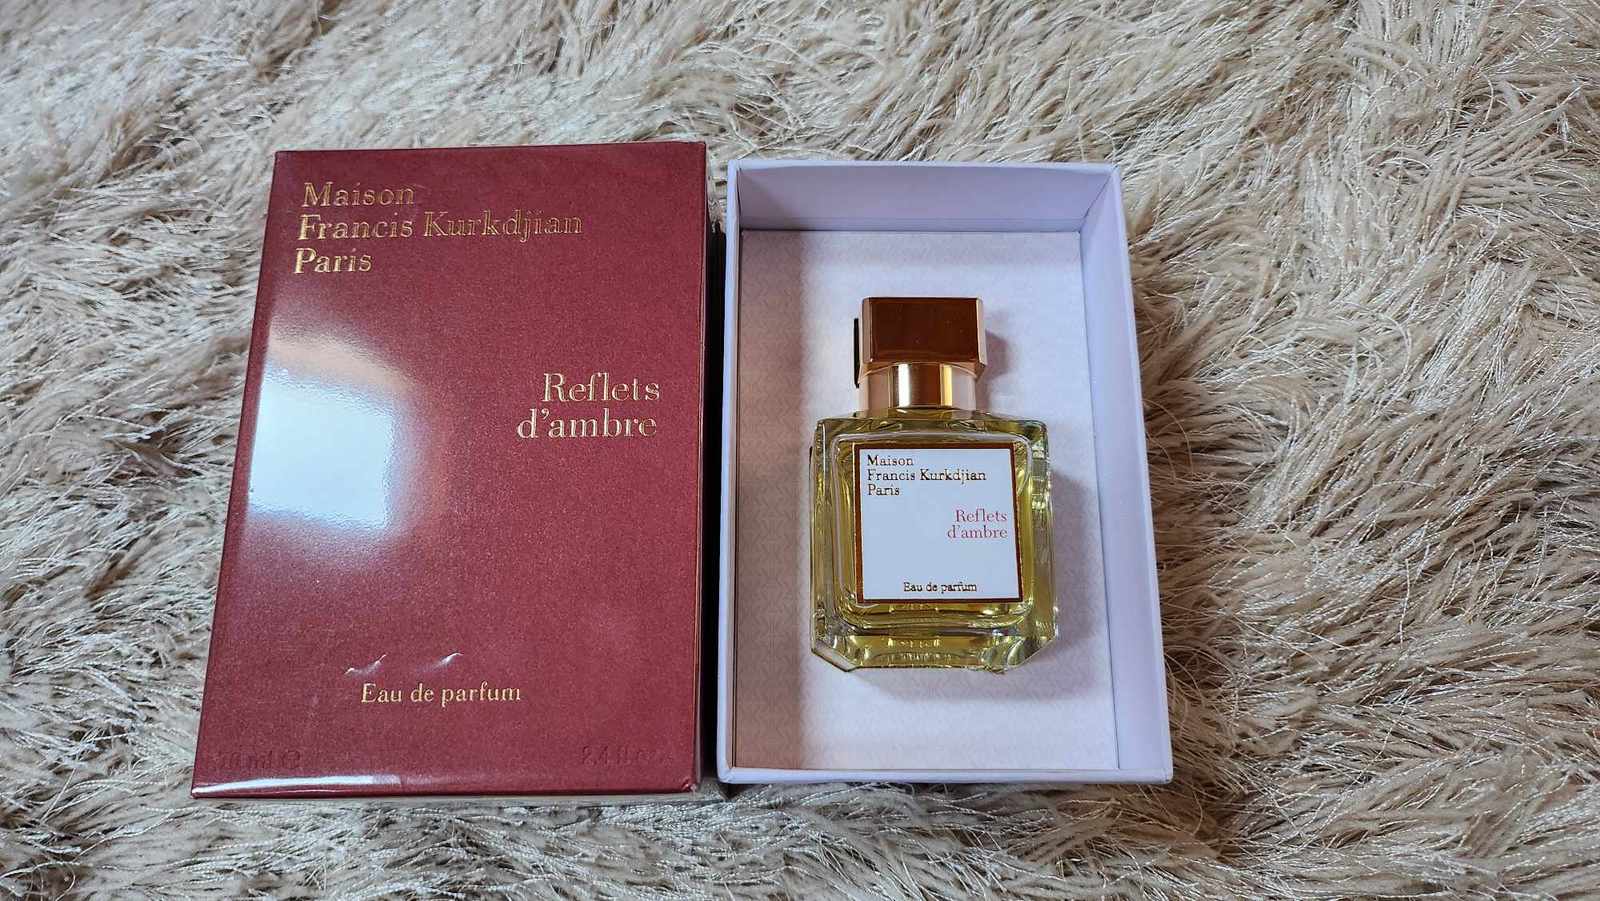 Maison
Francis Kurkdjian
Paris
Reflets
d'ambre
Eau de parfum
Maison
Francis Kurkdjian
Paris
Reflets
d'ambre
Eau de parfum